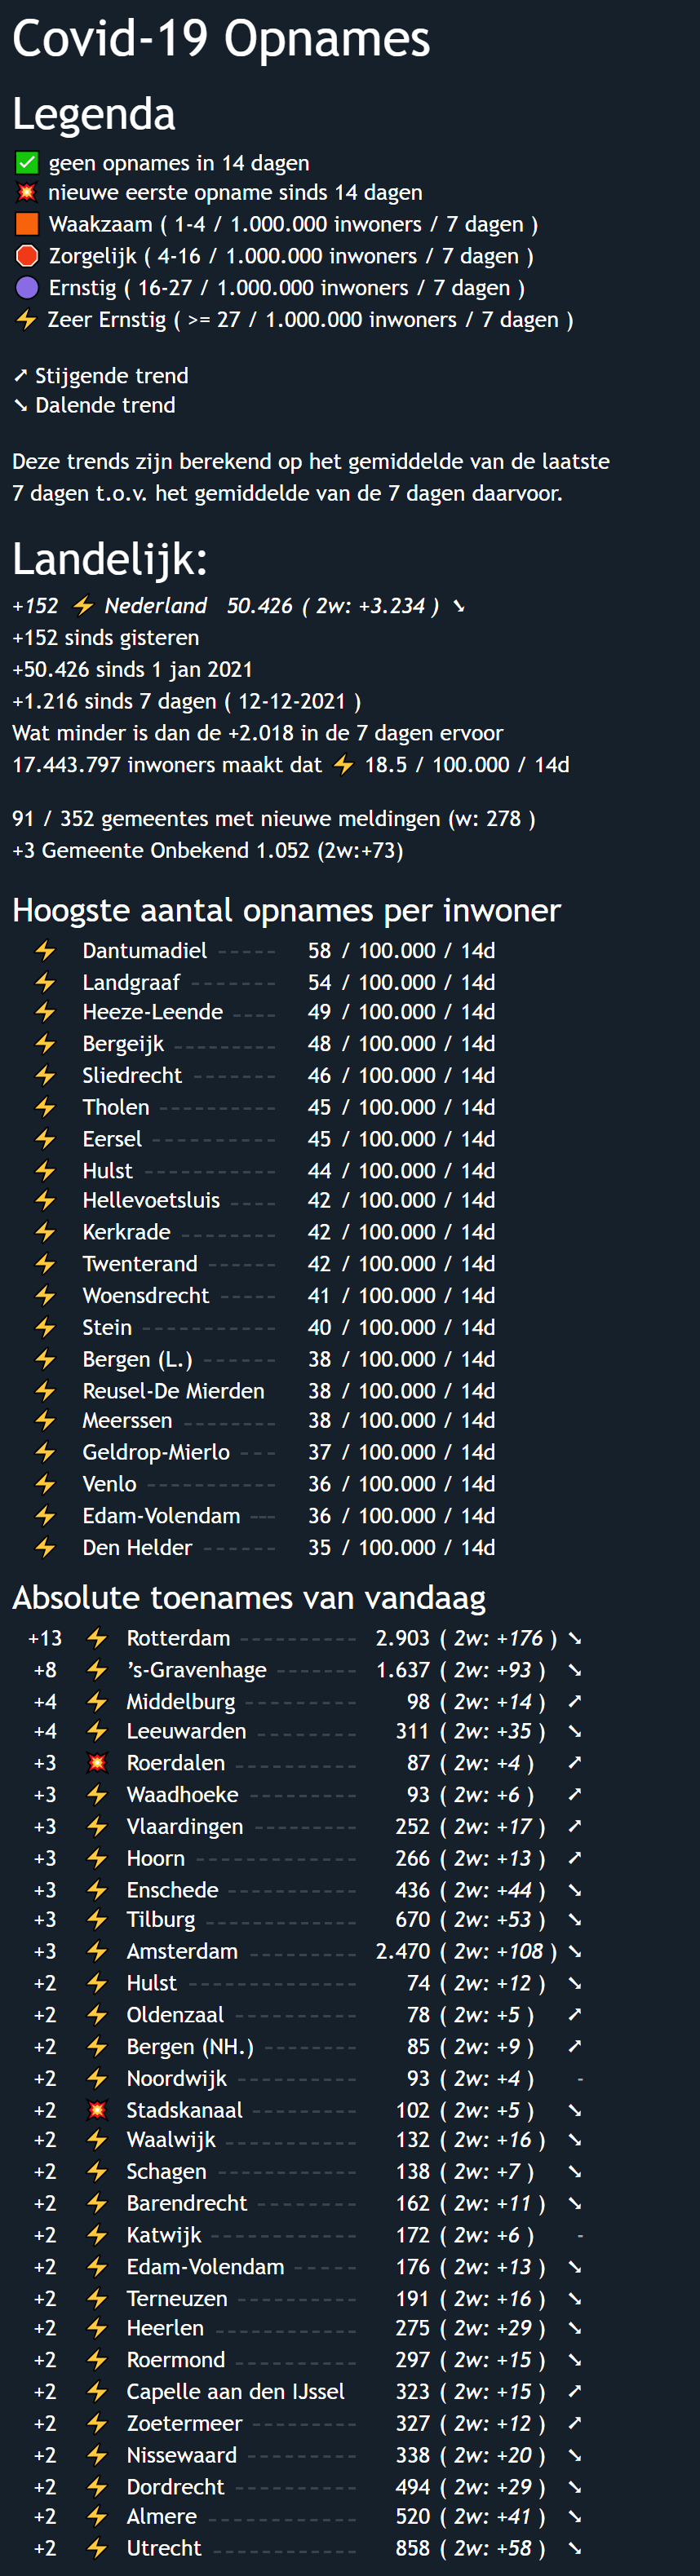 Covid-19 Opnames
Legenda
✅ geen opnames in 14 dagen
💥 nieuwe eerste opname sinds 14 dagen
🟧 Waakzaam ( 1-4 / 1.000.000 inwoners / 7 dagen )
🛑 Zorgelijk ( 4-16 / 1.000.000 inwoners / 7 dagen )
🟣 Ernstig ( 16-27 / 1.000.000 inwoners / 7 dagen )
⚡ Zeer Ernstig ( >= 27 / 1.000.000 inwoners / 7 dagen )
➚ Stijgende trend
➘ Dalende trend
Deze trends zijn berekend op het gemiddelde van de laatste
7 dagen t.o.v. het gemiddelde van de 7 dagen daarvoor.
Landelijk:
+152 ⚡ Nederland 50.426 ( 2w: +3.234 ) ➘
+152 sinds gisteren
+50.426 sinds 1 jan 2021
+1.216 sinds 7 dagen ( 12-12-2021 )
Wat minder is dan de +2.018 in de 7 dagen ervoor
17.443.797 inwoners maakt dat ⚡ 18.5 / 100.000 / 14d
91 / 352 gemeentes met nieuwe meldingen (w: 278 )
+3 Gemeente Onbekend 1.052 (2w:+73)
Hoogste aantal opnames per inwoner
⚡ Dantumadiel ----- 58 / 100.000 / 14d
⚡ Landgraaf ------- 54 / 100.000 / 14d
⚡ Heeze-Leende ---- 49 / 100.000 / 14d
⚡ Bergeijk --------- 48 / 100.000 / 14d
⚡ Sliedrecht ------- 46 / 100.000 / 14d
⚡ Tholen ---------- 45 / 100.000 / 14d
⚡ Eersel ----------- 45 / 100.000 / 14d
⚡ Hulst ----------- 44 / 100.000 / 14d
⚡ Hellevoetsluis ---- 42 / 100.000 / 14d
⚡ Kerkrade -------- 42 / 100.000 / 14d
⚡ Twenterand ------ 42 / 100.000 / 14d
⚡ Woensdrecht ----- 41 / 100.000 / 14d
⚡ Stein ----------- 40 / 100.000 / 14d
⚡ Bergen (L.) ------ 38 / 100.000 / 14d
⚡ Reusel-De Mierden 38 / 100.000 / 14d
⚡ Meerssen -------- 38 / 100.000 / 14d
⚡ Geldrop-Mierlo --- 37 / 100.000 / 14d
⚡ Venlo ----------- 36 / 100.000 / 14d
⚡ Edam-Volendam --- 36 / 100.000 / 14d
⚡ Den Helder ------ 35 / 100.000 / 14d
Absolute toenames van vandaag
+13 ⚡ Rotterdam ---------- 2.903 ( 2w: +176 ) ➘
+8 ⚡ 's-Gravenhage ------- 1.637 ( 2w: +93 ) ➘
+4 ⚡ Middelburg ---------- 98 ( 2w: +14 ) ➚
+4 ⚡ Leeuwarden --------- 311 ( 2w: +35 ) ➘
+3 💥 Roerdalen ----------- 87 ( 2w: +4 ) ➚
+3 ⚡ Waadhoeke ---------- 93 ( 2w: +6 ) ➚
+3 ⚡ Vlaardingen --------- 252 ( 2w: +17 ) ➚
+3 ⚡ Hoorn -------------- 266 ( 2w: +13 ) ➚
+3 ⚡ Enschede ----------- 436 ( 2w: +44 ) ➘
+3 ⚡ Tilburg ------------- 670 ( 2w: +53 ) ➘
+3 ⚡ Amsterdam --------- 2.470 ( 2w: +108 ) ➘
+2 ⚡ Hulst --------------- 74 ( 2w: +12 ) ➘
+2 ⚡ Oldenzaal ----------- 78 ( 2w: +5 ) ➚
+2 ⚡ Bergen (NH.) -------- 85 ( 2w: +9 ) ➚
+2 ⚡ Noordwijk ----------- 93 ( 2w: +4 ) -
+2 💥 Stadskanaal --------- 102 ( 2w: +5 ) ➘
+2 ⚡ Waalwijk ------------ 132 ( 2w: +16 ) ➘
+2 ⚡ Schagen ------------ 138 ( 2w: +7 ) ➘
+2 ⚡ Barendrecht --------- 162 ( 2w: +11 ) ➘
+2 ⚡ Katwijk ------------- 172 ( 2w: +6 ) -
+2 ⚡ Edam-Volendam ----- 176 ( 2w: +13 ) ➘
+2 ⚡ Terneuzen ---------- 191 ( 2w: +16 ) ➘
+2 ⚡ Heerlen ------------- 275 ( 2w: +29 ) ➘
+2 ⚡ Roermond ----------- 297 ( 2w: +15 ) ➘
+2 ⚡ Capelle aan den IJssel 323 ( 2w: +15 ) ➚
+2 ⚡ Zoetermeer --------- 327 ( 2w: +12 ) ➚
+2 ⚡ Nissewaard ---------- 338 ( 2w: +20 ) ➘
+2 ⚡ Dordrecht ----------- 494 ( 2w: +29 ) ➘
+2 ⚡ Almere ------------- 520 ( 2w: +41 ) ➘
+2 ⚡ Utrecht ------------- 858 ( 2w: +58 ) ➘